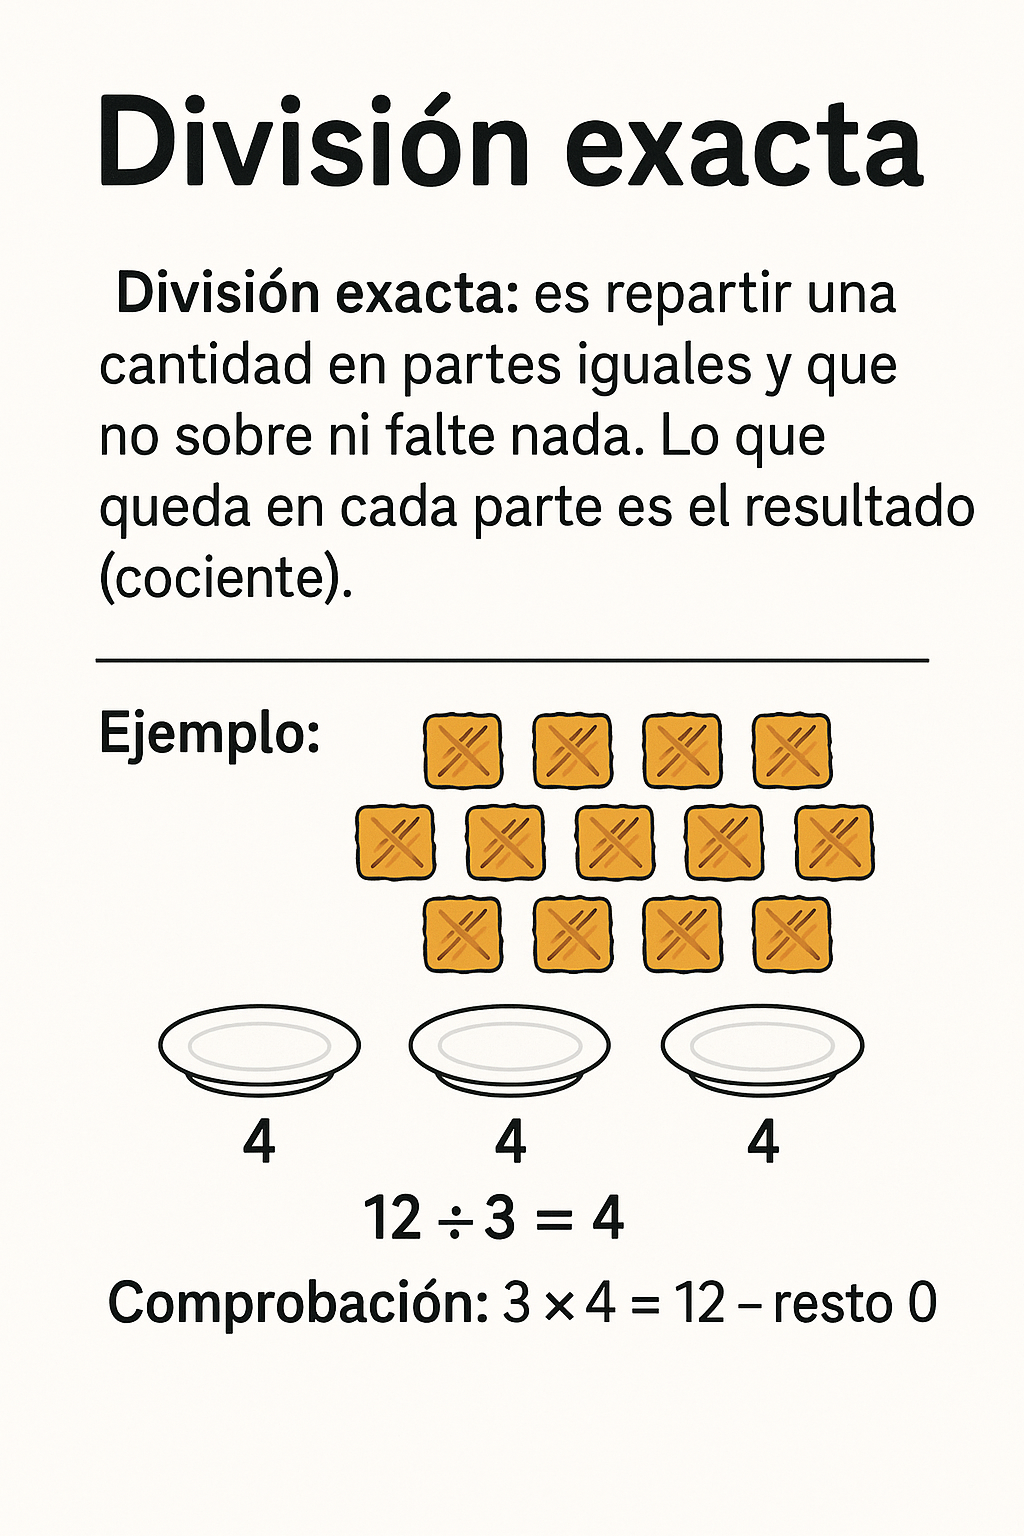 División exacta
División exacta: es repartir una
cantidad en partes iguales y que
no sobre ni falte nada. Lo que
queda en cada parte es el resultado
(cociente).
Ejemplo:
4 4 4
12 ÷ 3 = 4
Comprobación: 3 × 4 = 12 – resto 0